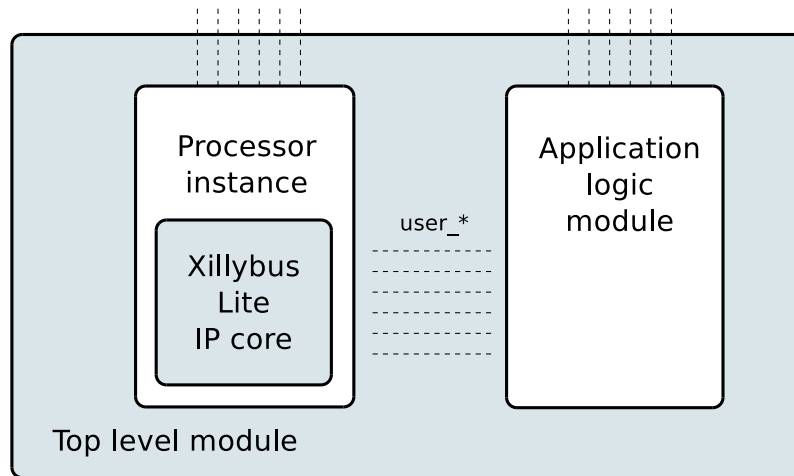 Processor
instance
Application
logic
module
user_*
Xillybus
Lite
IP core
Top level module